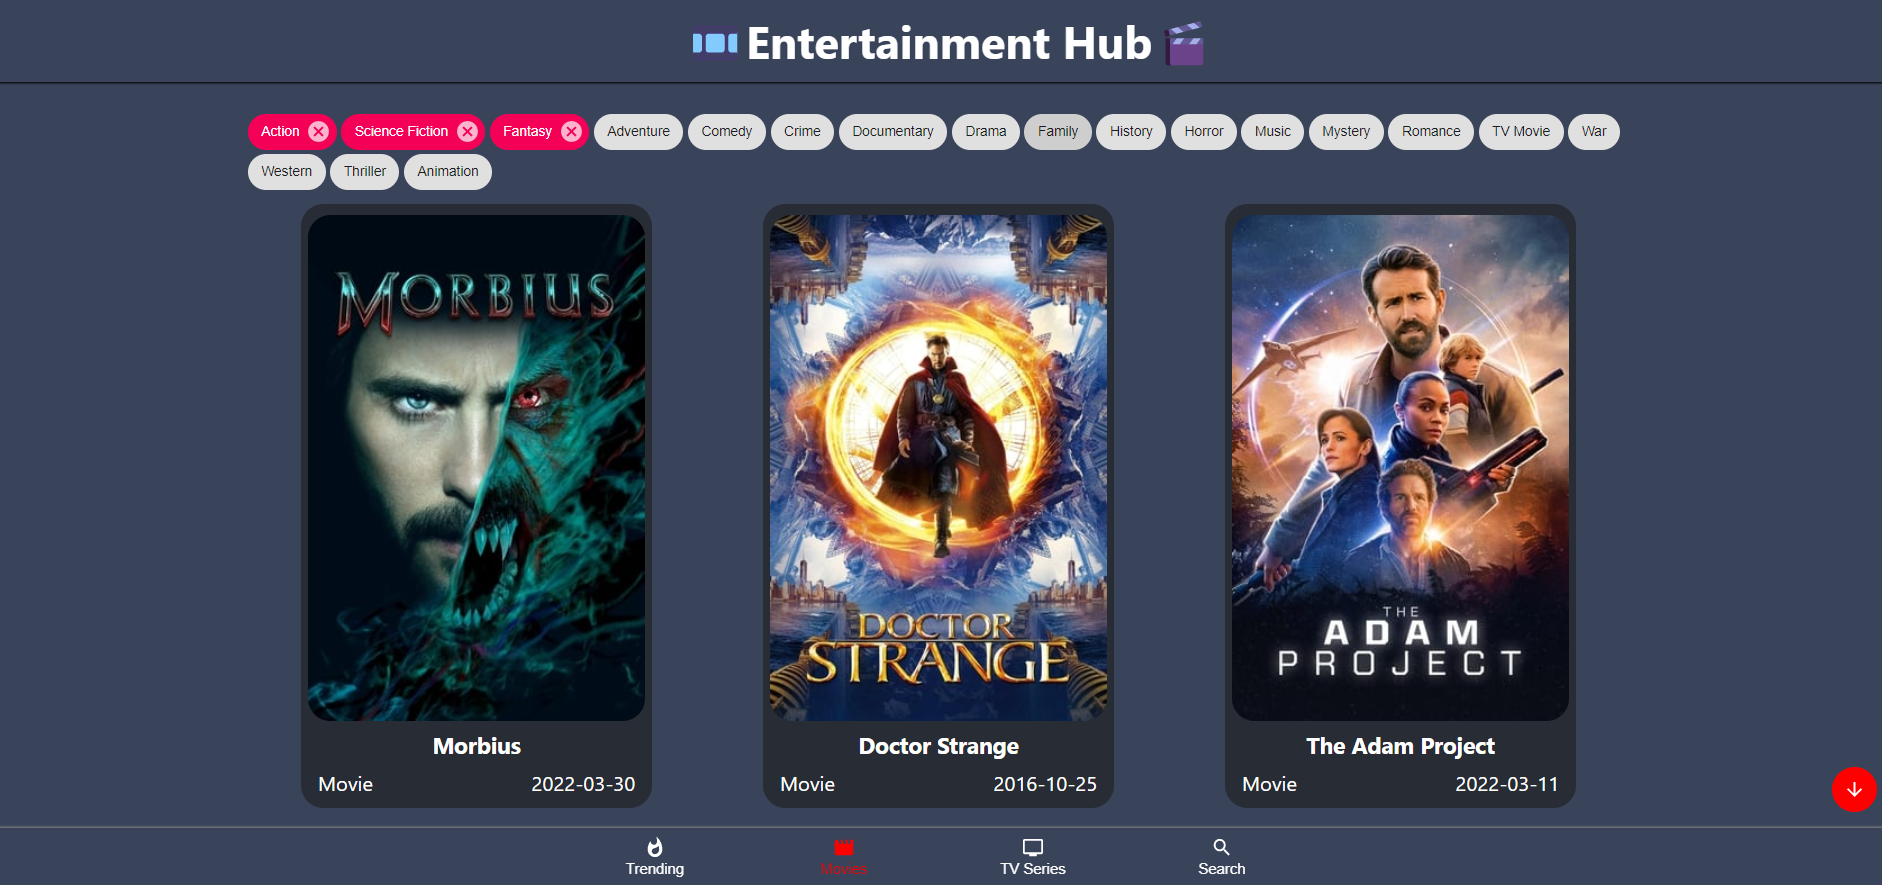 Entertainment Hub
Action Science Fiction Fantasy Adventure Comedy Crime Documentary Drama Family History Horror Music Mystery Romance TV Movie War
Western Thriller Animation
MORBIUS
DOCTOR
STRANGE
THE
ADAM
PROJECT
Morbius
Movie 2022-03-30
Doctor Strange
Movie 2016-10-25
The Adam Project
Movie 2022-03-11
Trending Movies TV Series Search